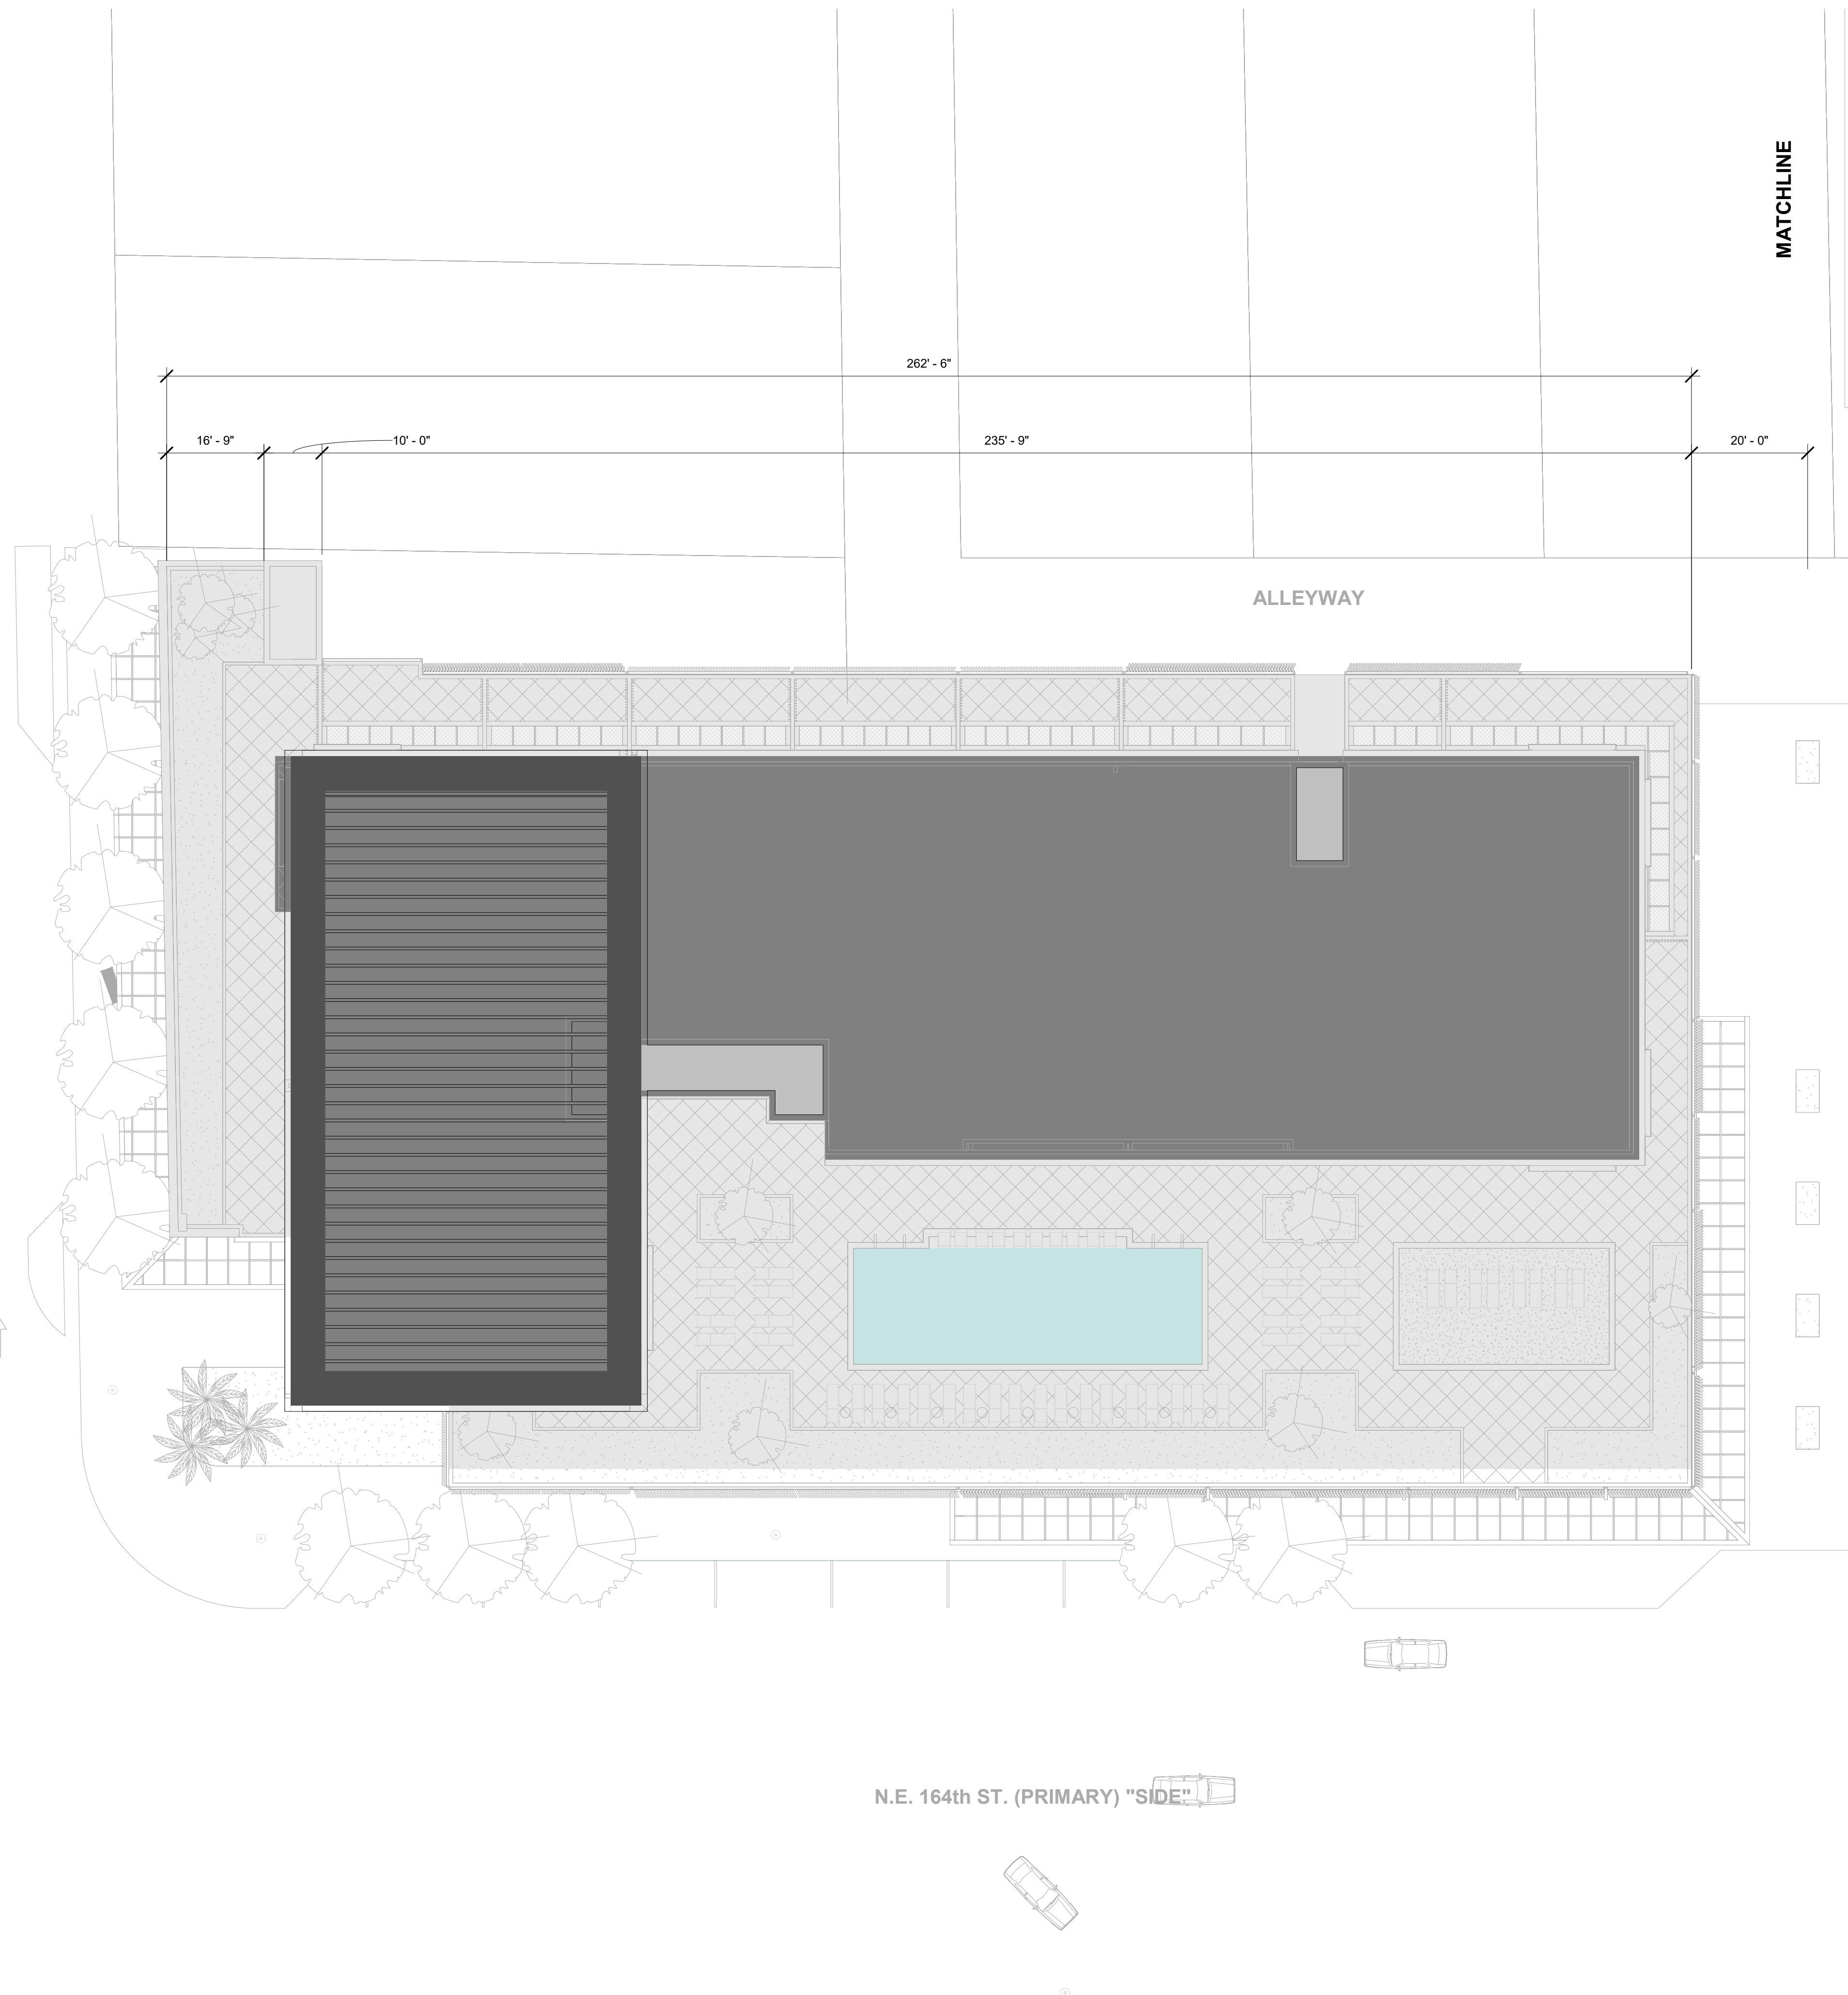 MATCHLINE
262' - 6"
16' - 9"
10' - 0"
235' - 9"
20' - 0"
ALLEYWAY
N.E. 164th ST. (PRIMARY) "SIDE"